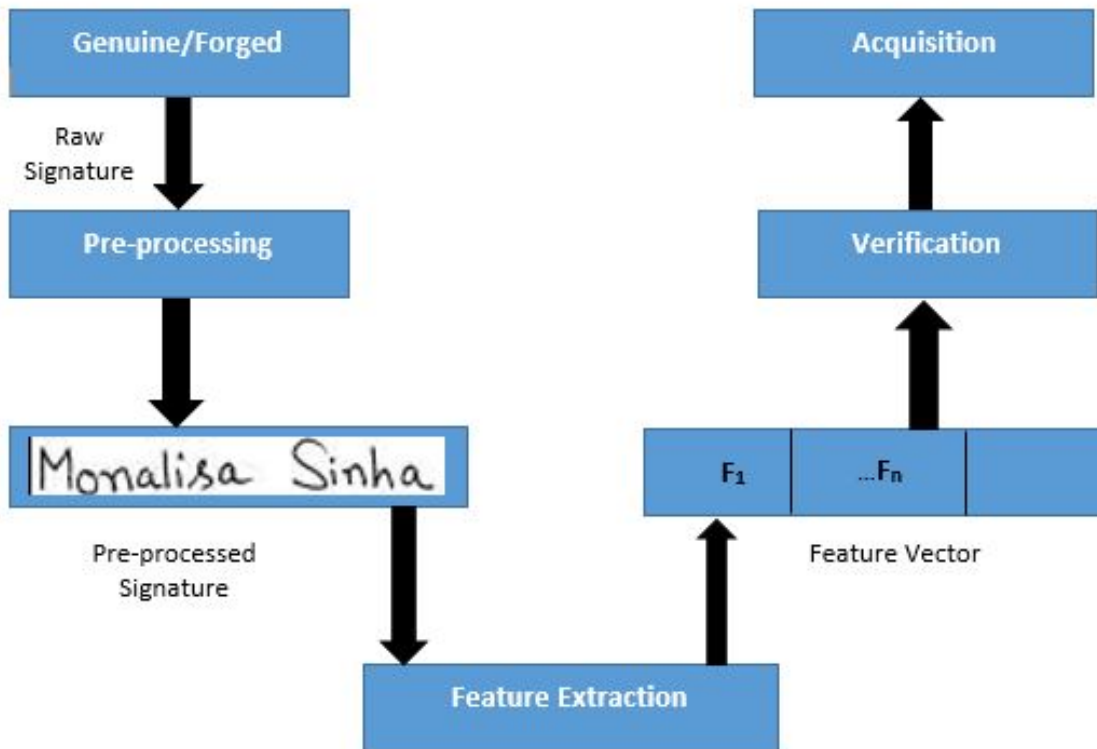 Genuine/Forged
Raw
Signature
Pre-processing
Monalisa Sinha
Pre-processed
Signature
Feature Extraction
F₁
...Fₙ
Feature Vector
Verification
Acquisition